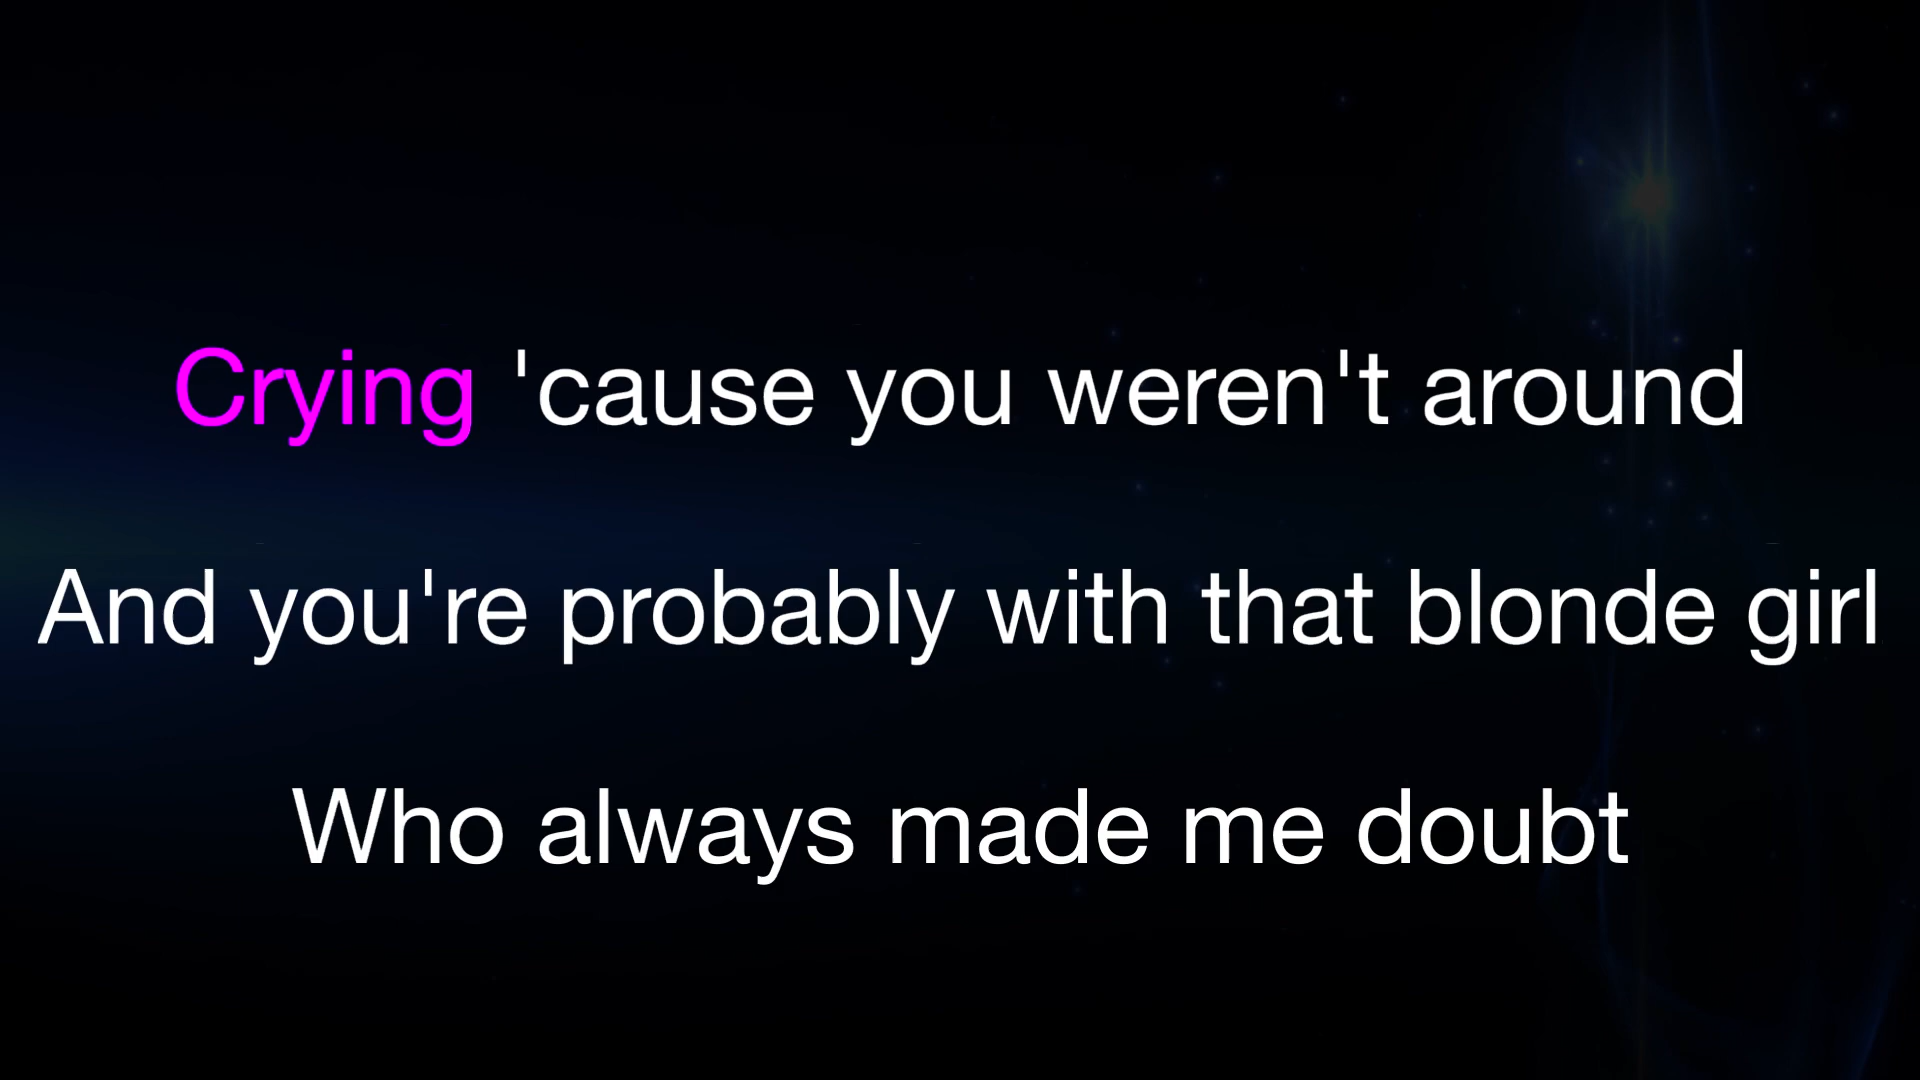 Crying 'cause you weren't around
And you're probably with that blonde girl
Who always made me doubt